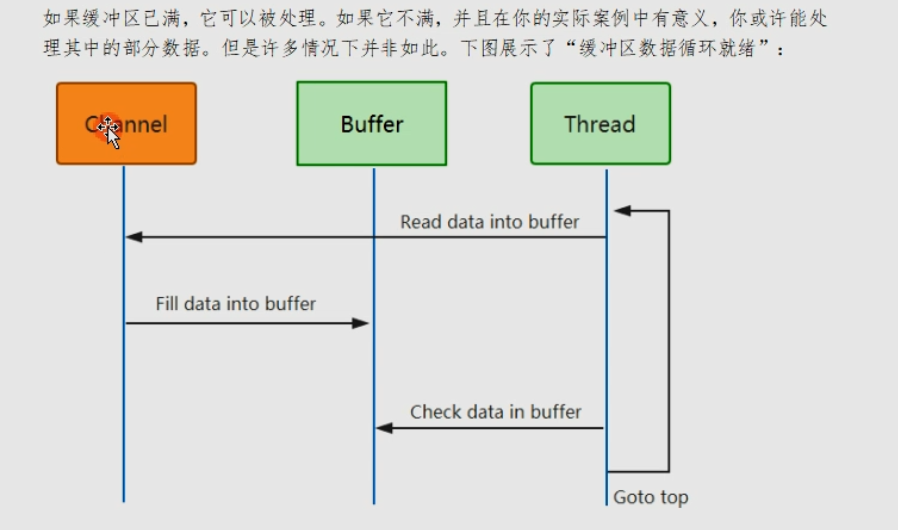 如果缓冲区已满，它可以被处理。如果它不满，并且在你的实际案例中有意义，你或许能处
理其中的部分数据。但是许多情况下并非如此。下图展示了“缓冲区数据循环就绪”：
Channel
Buffer
Thread
Read data into buffer
Fill data into buffer
Check data in buffer
Goto top